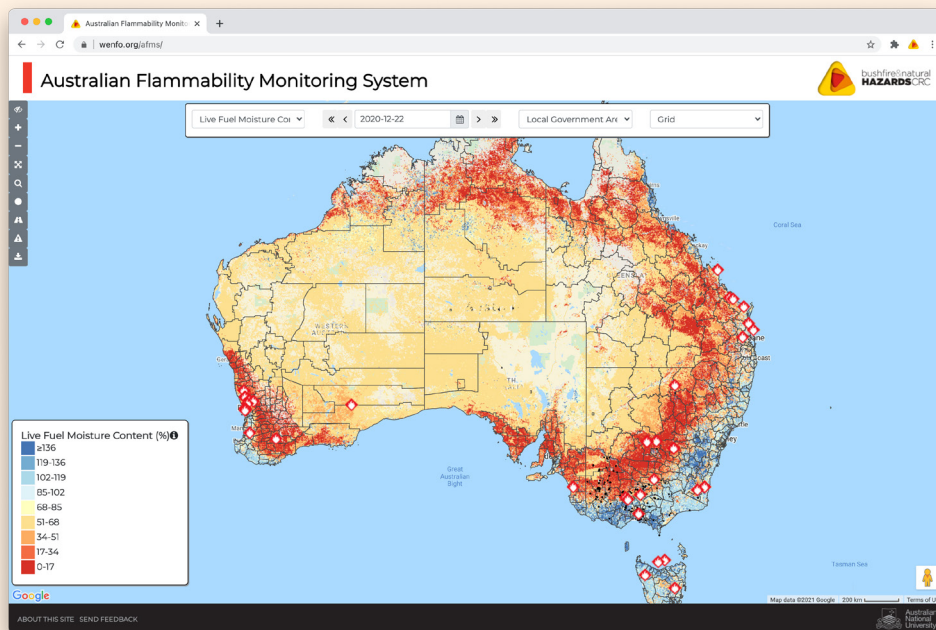 Australian Flammability Monito
wenfo.org/afms/
Australian Flammability Monitoring System
bushfire&natural
HAZARDSCRC
Live Fuel Moisture Co
2020-12-22
Local Government Are
Grid
Coral Sea
WESTERN
Great
Australian
Bight
Tasman Sea
Live Fuel Moisture Content (%)
≥136
119-136
102-119
85-102
68-85
51-68
34-51
17-34
0-17
Google
Map data ©2021 Google
200 km
Terms of U
ABOUT THIS SITE
SEND FEEDBACK
Australian
National
University